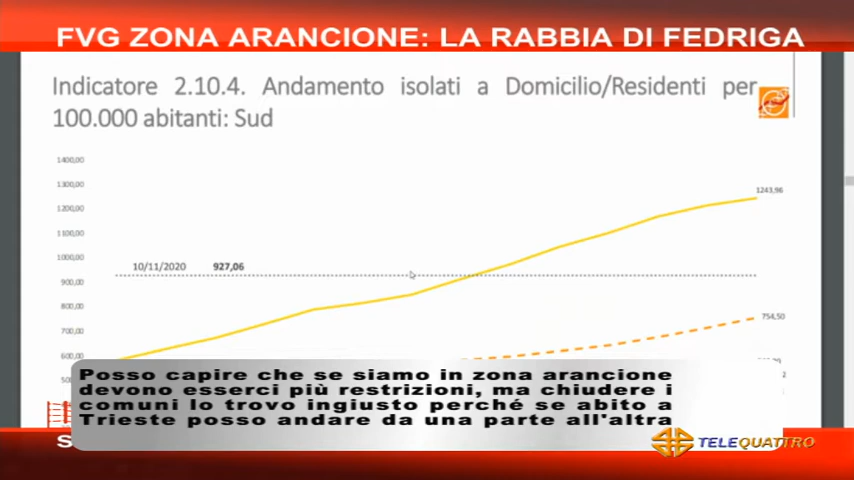 FVG ZONA ARANCIONE: LA RABBIA DI FEDRIGA
Indicatore 2.10.4. Andamento isolati a Domicilio/Residenti per
100.000 abitanti: Sud
1400,00
1300,00
1243,96
1200,00
1100,00
1000,00
10/11/2020 927,06
900,00
800,00
754,50
700,00
600,00
Posso capire che se siamo in zona arancione
devono esserci più restrizioni, ma chiudere i
comuni lo trovo ingiusto perché se abito a
Trieste posso andare da una parte all'altra
TELEQUATTRO